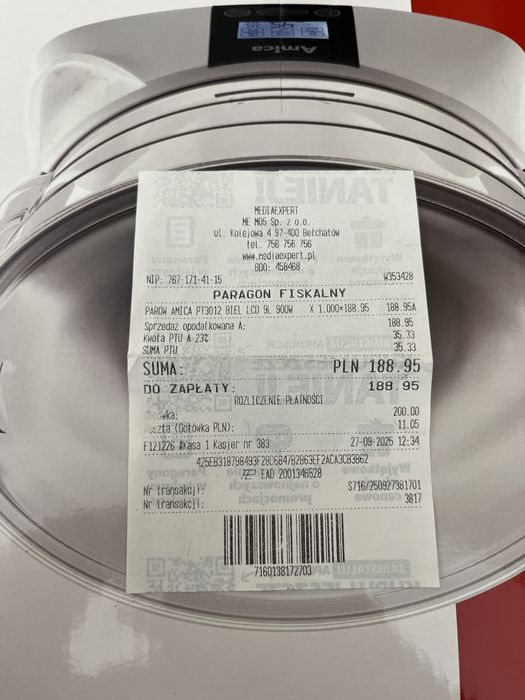 Amica
MEDIAEXPERT
ME M05 Sp. z o.o.
ul. Kolejowa 4 97-400 Bełchatów
tel. 756 756 756
www.mediaexpert.pl
BDO: 458468
NIP: 767-171-41-15 W353428
PARAGON FISKALNY
PAROW AMICA PT3012 BIEL LCD 9L 900W X 1.000*188.95 188.95A
Sprzedaż opodatkowana A: 188.95
Kwota PTU A 23% 35.33
SUMA PTU 35.33
SUMA: PLN 188.95
DO ZAPŁATY: 188.95
ROZLICZENIE PŁATNOŚCI
Gotówka: 200.00
Reszta (Gotówka PLN): 11.05
F121226 #Kasa 1 Kasjer nr 383 27-09-2025 12:34
EAD 2001346528
Nr transakcji: S716/250927381701
Nr transakcji: 3817
7160138172703